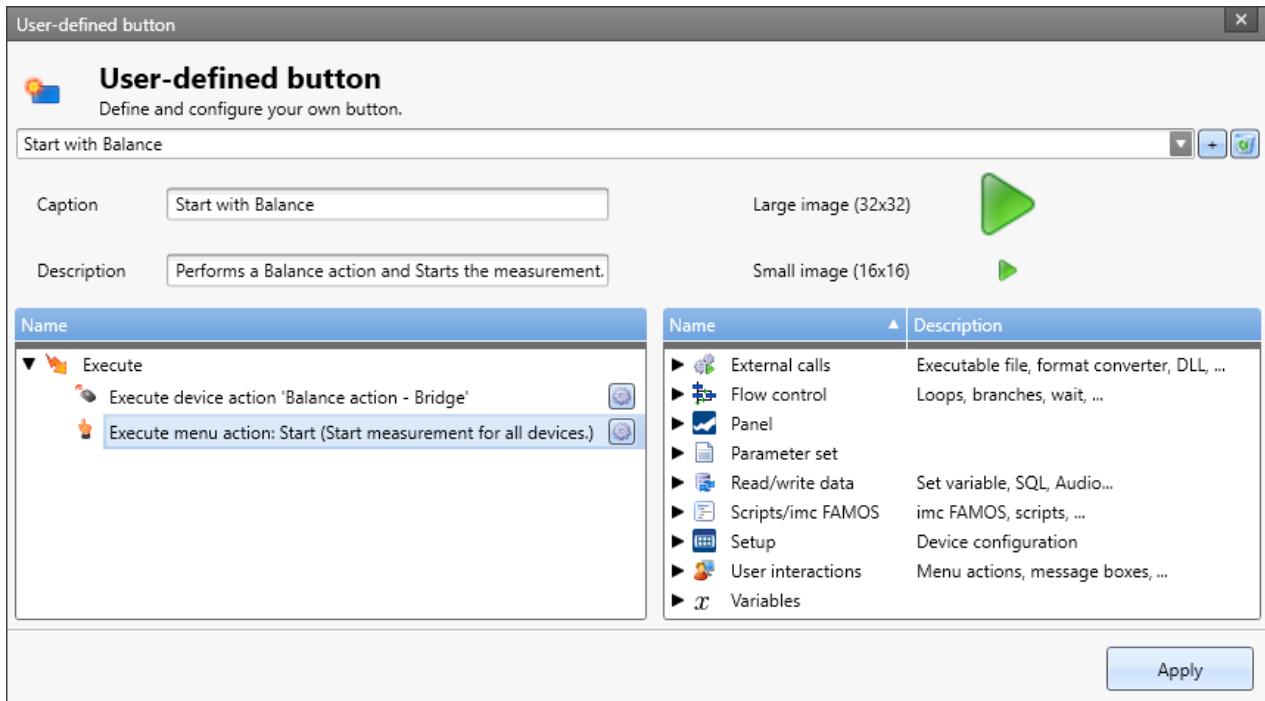 User-defined button
User-defined button
Define and configure your own button.
Start with Balance
+
Caption
Start with Balance
Large image (32x32)
Description
Performs a Balance action and Starts the measurement.
Small image (16x16)
Name
Execute
Execute device action 'Balance action - Bridge'
Execute menu action: Start (Start measurement for all devices.)
Name Description
External calls Executable file, format converter, DLL, ...
Flow control Loops, branches, wait, ...
Panel
Parameter set
Read/write data Set variable, SQL, Audio...
Scripts/imc FAMOS imc FAMOS, scripts, ...
Setup Device configuration
User interactions Menu actions, message boxes, ...
x Variables
Apply